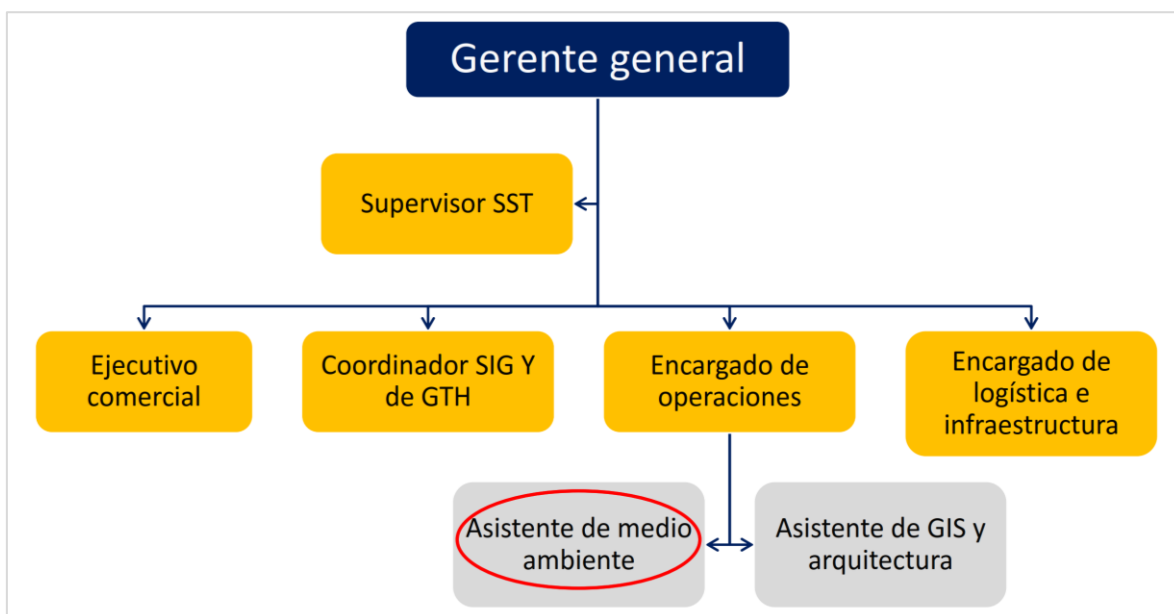 Gerente general
Supervisor SST
Ejecutivo
comercial
Coordinador SIG Y
de GTH
Encargado de
operaciones
Encargado de
logística e
infraestructura
Asistente de medio
ambiente
Asistente de GIS y
arquitectura